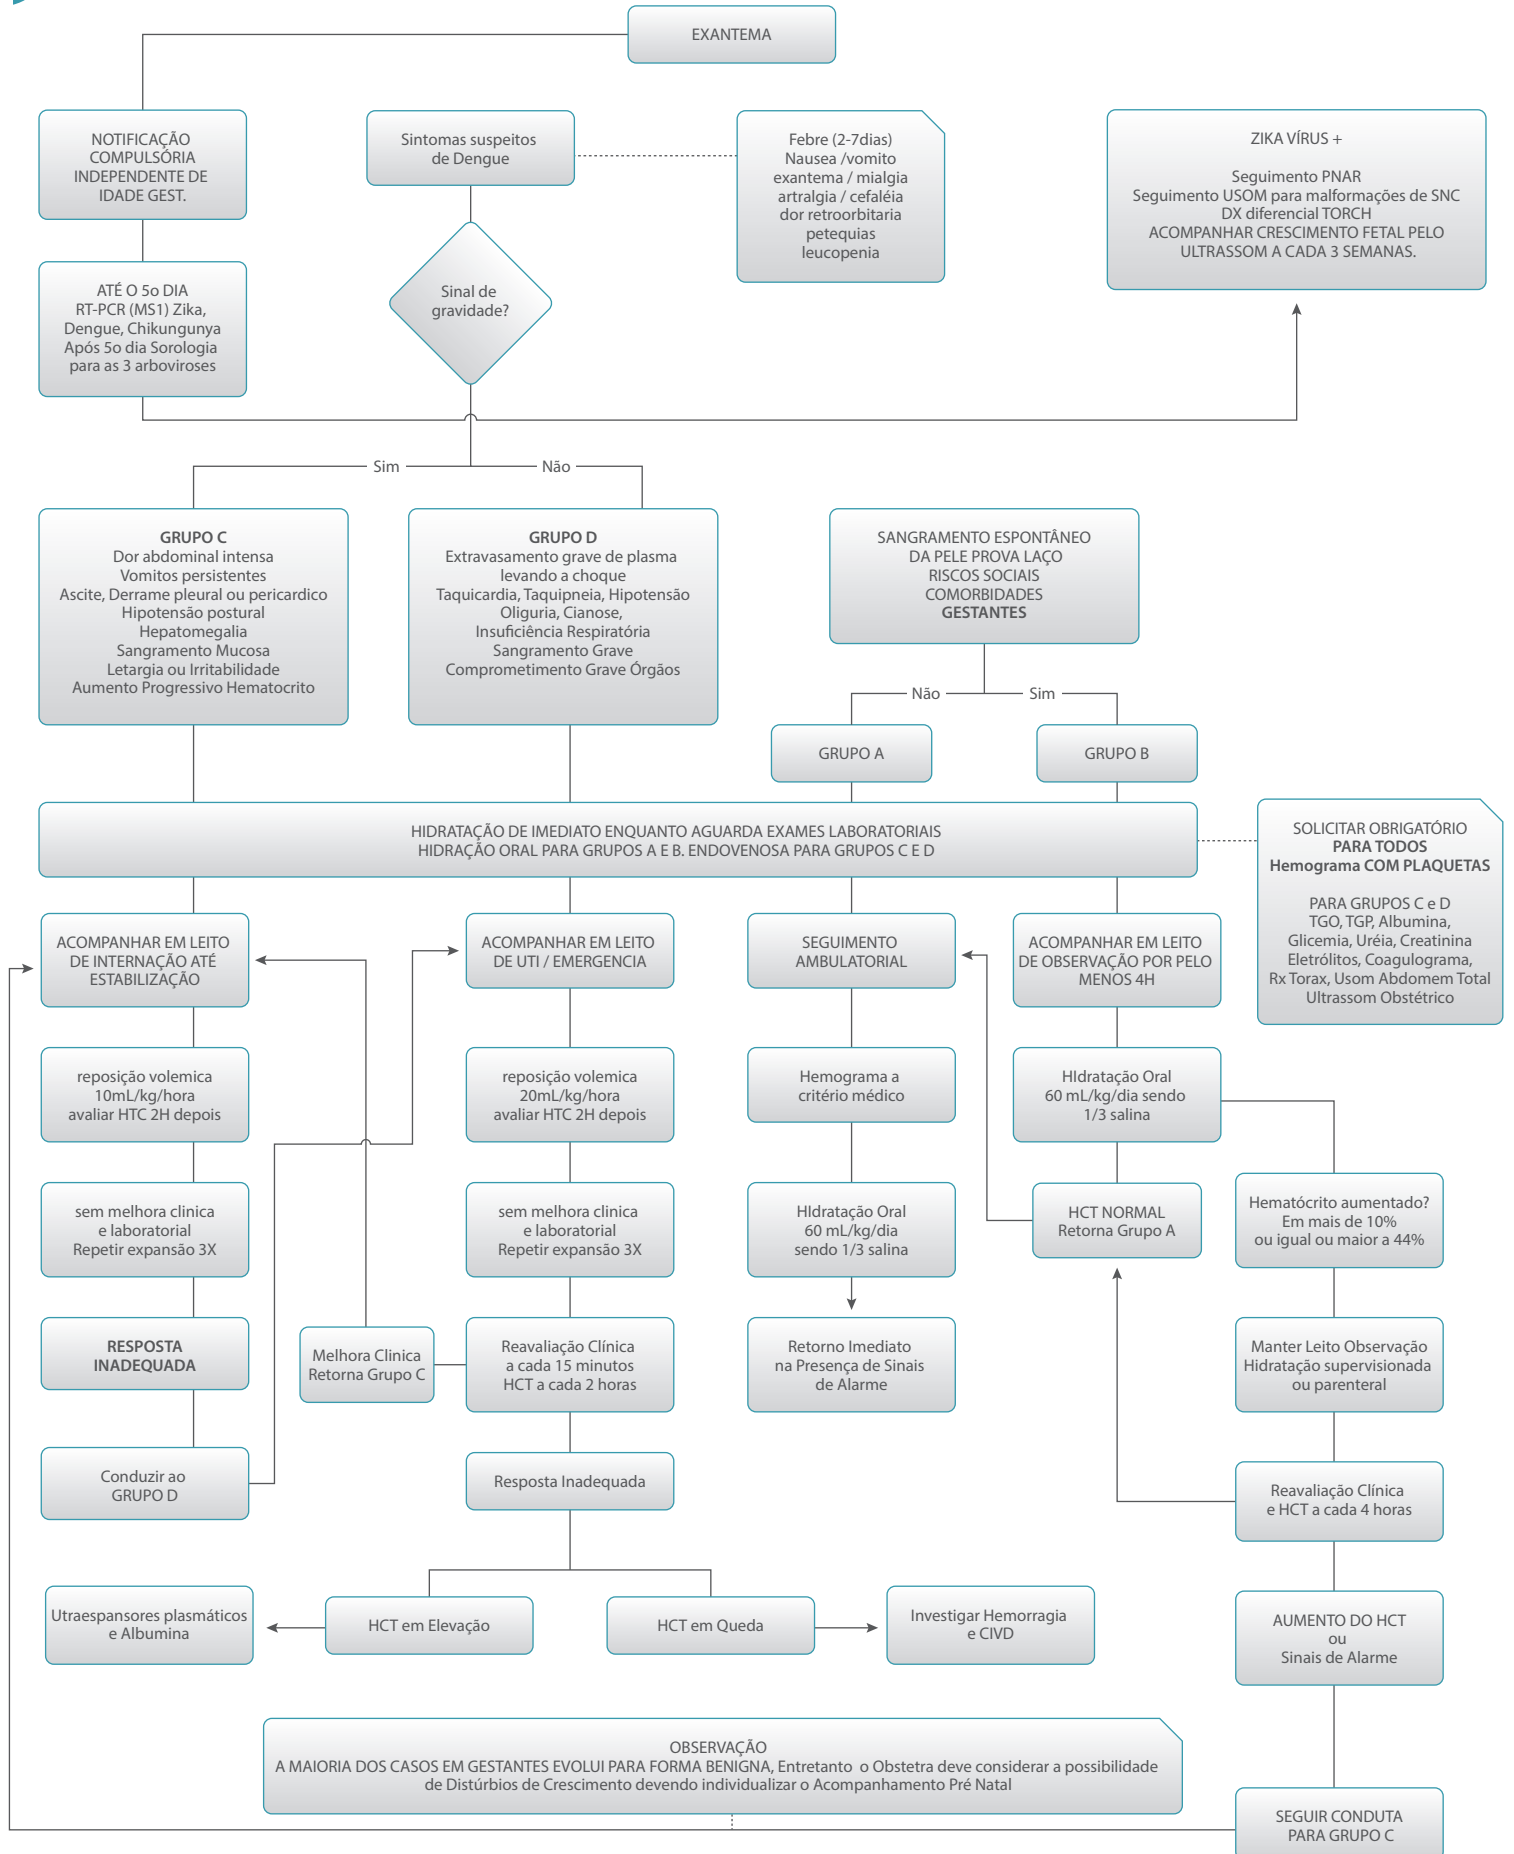 EXANTEMA
NOTIFICAÇÃO
COMPULSÓRIA
INDEPENDENTE DE
IDADE GEST.
Sintomas suspeitos
de Dengue
Febre (2-7dias)
Nausea /vomito
exantema / mialgia
artralgia / cefaléia
dor retroorbitaria
petequias
leucopenia
ZIKA VÍRUS +
Seguimento PNAR
Seguimento USOM para malformações de SNC
DX diferencial TORCH
ACOMPANHAR CRESCIMENTO FETAL PELO
ULTRASSOM A CADA 3 SEMANAS.
ATÉ O 5o DIA
RT-PCR (MS1) Zika,
Dengue, Chikungunya
Após 5o dia Sorologia
para as 3 arboviroses
Sinal de
gravidade?
Sim
Não
GRUPO C
Dor abdominal intensa
Vomitos persistentes
Ascite, Derrame pleural ou pericardico
Hipotensão postural
Hepatomegalia
Sangramento Mucosa
Letargia ou Irritabilidade
Aumento Progressivo Hematocrito
GRUPO D
Extravasamento grave de plasma
levando a choque
Taquicardia, Taquipneia, Hipotensão
Oliguria, Cianose,
Insuficiência Respiratória
Sangramento Grave
Comprometimento Grave Órgãos
SANGRAMENTO ESPONTÂNEO
DA PELE PROVA LAÇO
RISCOS SOCIAIS
COMORBIDADES
GESTANTES
Não
Sim
GRUPO A
GRUPO B
HIDRATAÇÃO DE IMEDIATO ENQUANTO AGUARDA EXAMES LABORATORIAIS
HIDRAÇÃO ORAL PARA GRUPOS A E B. ENDOVENOSA PARA GRUPOS C E D
SOLICITAR OBRIGATÓRIO
PARA TODOS
Hemograma COM PLAQUETAS
PARA GRUPOS C e D
TGO, TGP, Albumina,
Glicemia, Uréia, Creatinina
Eletrólitos, Coagulograma,
Rx Torax, Usom Abdomem Total
Ultrassom Obstétrico
ACOMPANHAR EM LEITO
DE INTERNAÇÃO ATÉ
ESTABILIZAÇÃO
ACOMPANHAR EM LEITO
DE UTI / EMERGENCIA
SEGUIMENTO
AMBULATORIAL
ACOMPANHAR EM LEITO
DE OBSERVAÇÃO POR PELO
MENOS 4H
reposição volemica
10mL/kg/hora
avaliar HTC 2H depois
reposição volemica
20mL/kg/hora
avaliar HTC 2H depois
Hemograma a
critério médico
HIdratação Oral
60 mL/kg/dia sendo
1/3 salina
sem melhora clinica
e laboratorial
Repetir expansão 3X
sem melhora clinica
e laboratorial
Repetir expansão 3X
HIdratação Oral
60 mL/kg/dia
sendo 1/3 salina
HCT NORMAL
Retorna Grupo A
Hematócrito aumentado?
Em mais de 10%
ou igual ou maior a 44%
RESPOSTA
INADEQUADA
Melhora Clinica
Retorna Grupo C
Reavaliação Clínica
a cada 15 minutos
HCT a cada 2 horas
Retorno Imediato
na Presença de Sinais
de Alarme
Manter Leito Observação
Hidratação supervisionada
ou parenteral
Conduzir ao
GRUPO D
Resposta Inadequada
Reavaliação Clínica
e HCT a cada 4 horas
Utraespansores plasmáticos
e Albumina
HCT em Elevação
HCT em Queda
Investigar Hemorragia
e CIVD
AUMENTO DO HCT
ou
Sinais de Alarme
OBSERVAÇÃO
A MAIORIA DOS CASOS EM GESTANTES EVOLUI PARA FORMA BENIGNA, Entretanto o Obstetra deve considerar a possibilidade
de Distúrbios de Crescimento devendo individualizar o Acompanhamento Pré Natal
SEGUIR CONDUTA
PARA GRUPO C